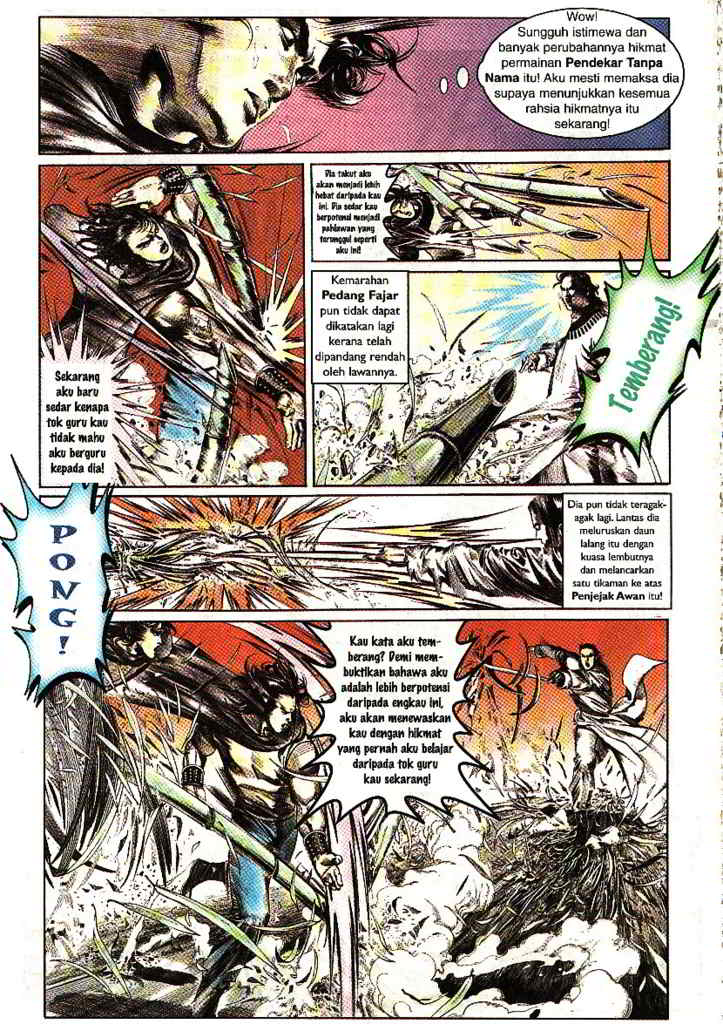 Wow!
Sungguh istimewa dan
banyak perubahannya hikmat
permainan Pendekar Tanpa
Nama itu! Aku mesti memaksa dia
supaya menunjukkan kesemua
rahsia hikmatnya itu
sekarang!
Sekarang
aku baru
sedar kenapa
tok guru kau
tidak mahu
aku berguru
kepada dia!
Dia takut aku
akan menjadi lebih
hebat daripada kau
ini. Dia sedar kau
berpotensi menjadi
pahlawan yang
terunggul seperti
aku ini!
Kemarahan
Pedang Fajar
pun tidak dapat
dikatakan lagi
kerana telah
dipandang rendah
oleh lawannya.
Temberang!
PONG!
Dia pun tidak teragak-
agak lagi. Lantas dia
meluruskan daun
lalang itu dengan
kuasa lembutnya
dan melancarkan
satu tikaman ke atas
Penjejak Awan itu!
Kau kata aku tem-
berang? Demi mem-
buktikan bahawa aku
adalah lebih berpotensi
daripada engkau ini,
aku akan menewaskan
kau dengan hikmat
yang pernah aku belajar
daripada tok guru
kau sekarang!